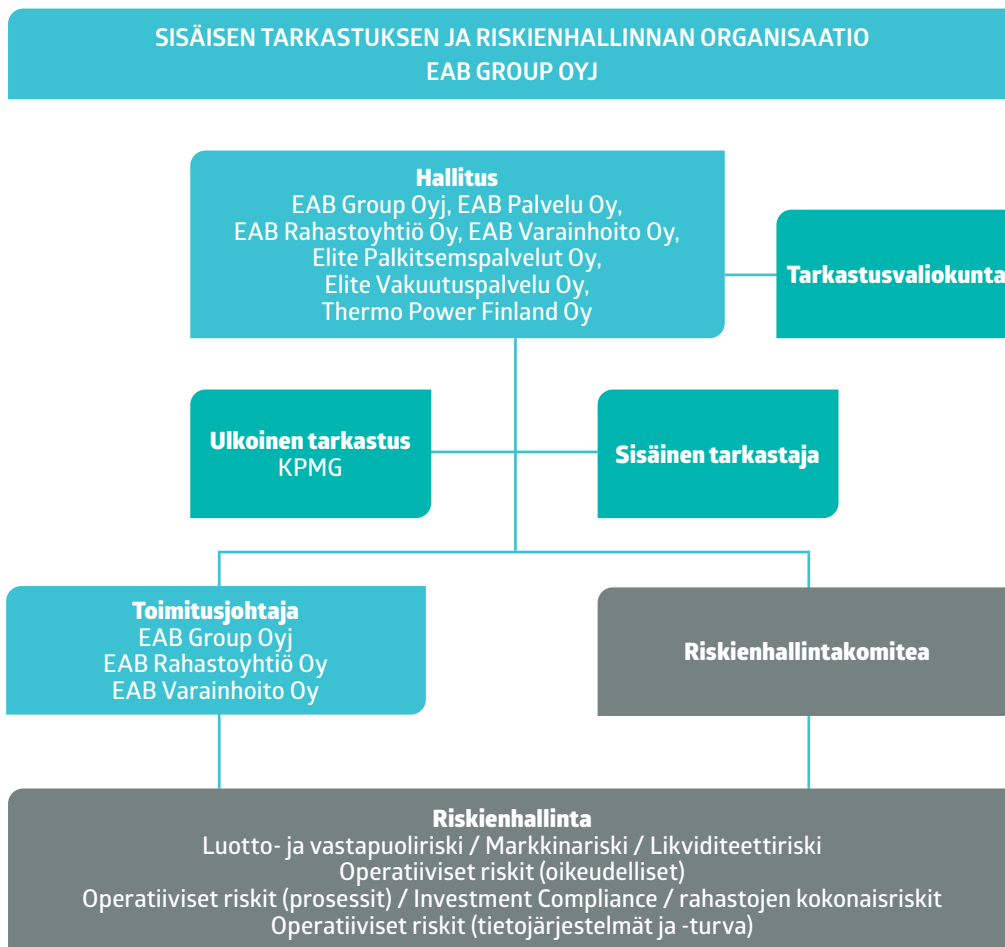 SISÄISEN TARKASTUKSEN JA RISKIENHALLINNAN ORGANISAATIO
EAB GROUP OYJ
Hallitus
EAB Group Oyj, EAB Palvelu Oy,
EAB Rahastoyhtiö Oy, EAB Varainhoito Oy,
Elite Palkitsemspalvelut Oy,
Elite Vakuutuspalvelu Oy,
Thermo Power Finland Oy
Tarkastusvaliokunta
Ulkoinen tarkastus
KPMG
Sisäinen tarkastaja
Toimitusjohtaja
EAB Group Oyj
EAB Rahastoyhtiö Oy
EAB Varainhoito Oy
Riskienhallintakomitea
Riskienhallinta
Luotto- ja vastapuoliriski / Markkinariski / Likviditeettiriski
Operatiiviset riskit (oikeudelliset)
Operatiiviset riskit (prosessit) / Investment Compliance / rahastojen kokonaisriskit
Operatiiviset riskit (tietojärjestelmät ja -turva)